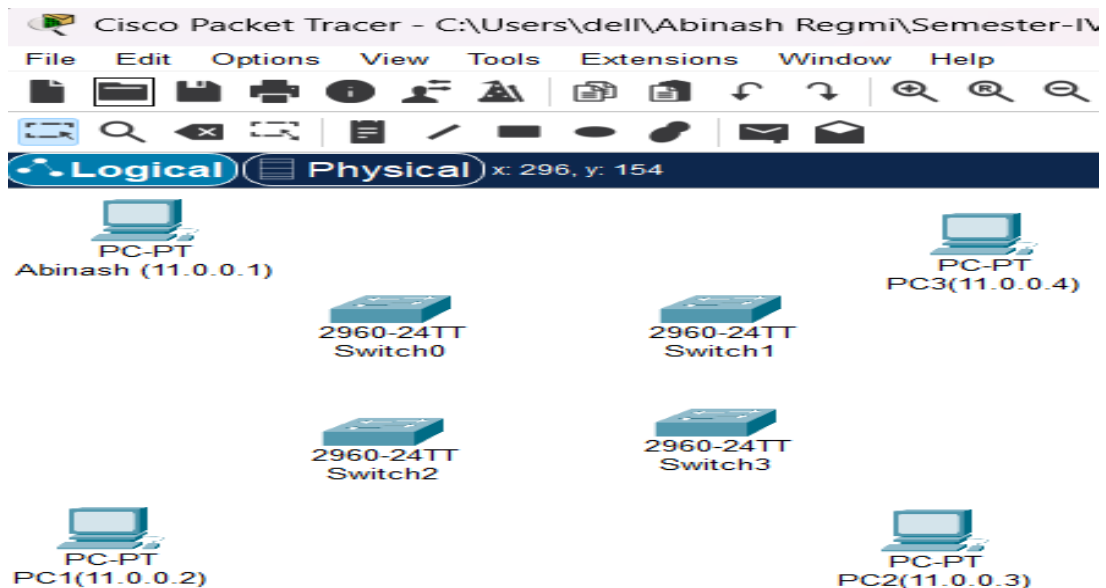 Cisco Packet Tracer - C:\Users\dell\Abinash Regmi\Semester-IV
File Edit Options View Tools Extensions Window Help
Logical Physical x: 296, y: 154
PC-PT
Abinash (11.0.0.1)
PC-PT
PC3(11.0.0.4)
2960-24TT
Switch0
2960-24TT
Switch1
2960-24TT
Switch2
2960-24TT
Switch3
PC-PT
PC1(11.0.0.2)
PC-PT
PC2(11.0.0.3)